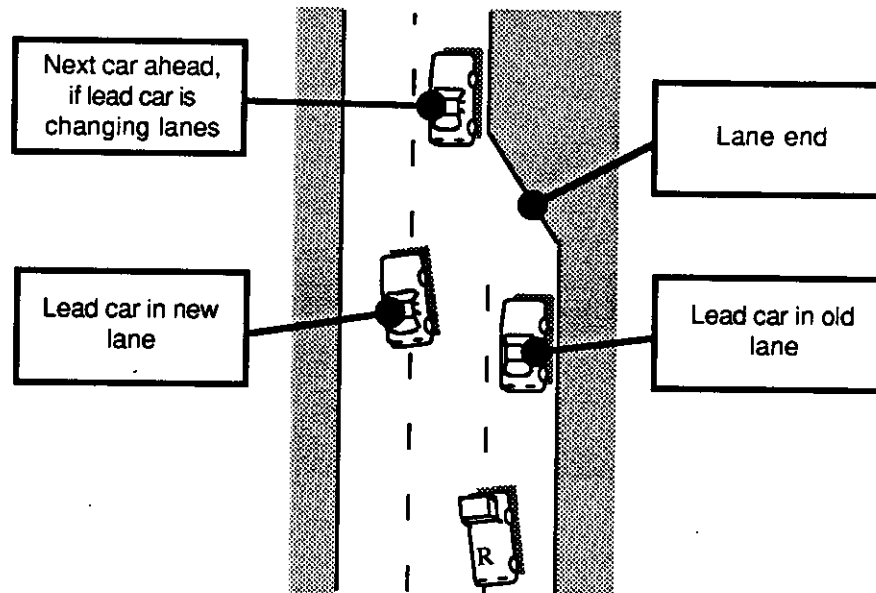 Next car ahead,
if lead car is
changing lanes
Lane end
Lead car in new
lane
Lead car in old
lane
R